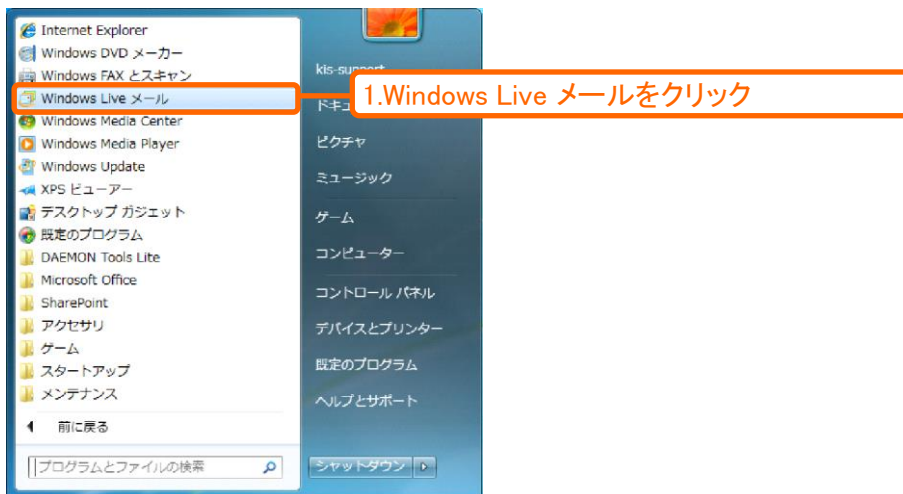 Internet Explorer
Windows DVD メーカー
Windows FAX とスキャン
Windows Live メール
Windows Media Center
Windows Media Player
Windows Update
XPS ビューアー
デスクトップ ガジェット
既定のプログラム
DAEMON Tools Lite
Microsoft Office
SharePoint
アクセサリ
ゲーム
スタートアップ
メンテナンス
前に戻る
プログラムとファイルの検索
kis-support
1.Windows Live メールをクリック
ピクチャ
ミュージック
ゲーム
コンピューター
コントロール パネル
デバイスとプリンター
既定のプログラム
ヘルプとサポート
シャットダウン